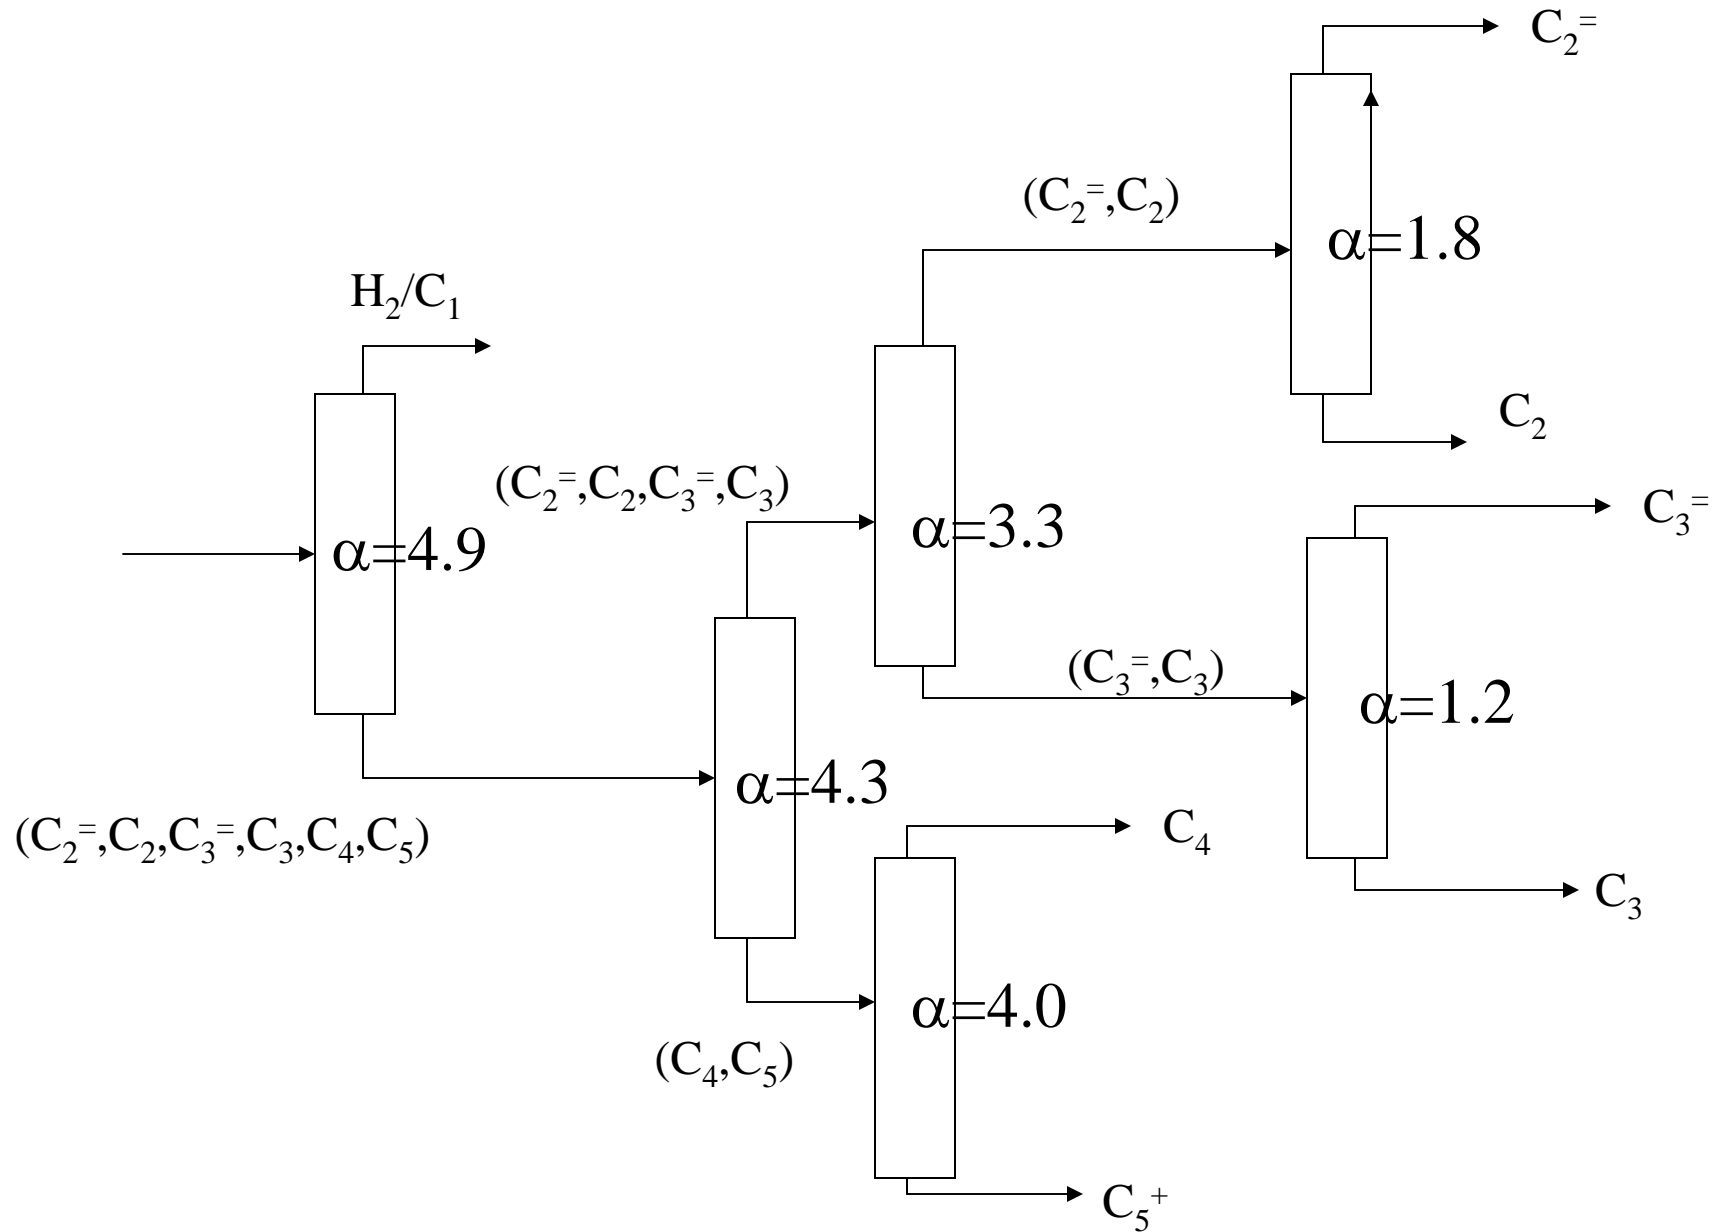 C₂⁼
(C₂⁼,C₂)
α=1.8
H₂/C₁
C₂
(C₂⁼,C₂,C₃⁼,C₃)
C₃⁼
α=3.3
α=4.9
(C₃⁼,C₃)
α=1.2
α=4.3
C₄
(C₂⁼,C₂,C₃⁼,C₃,C₄,C₅)
C₃
α=4.0
(C₄,C₅)
C₅⁺